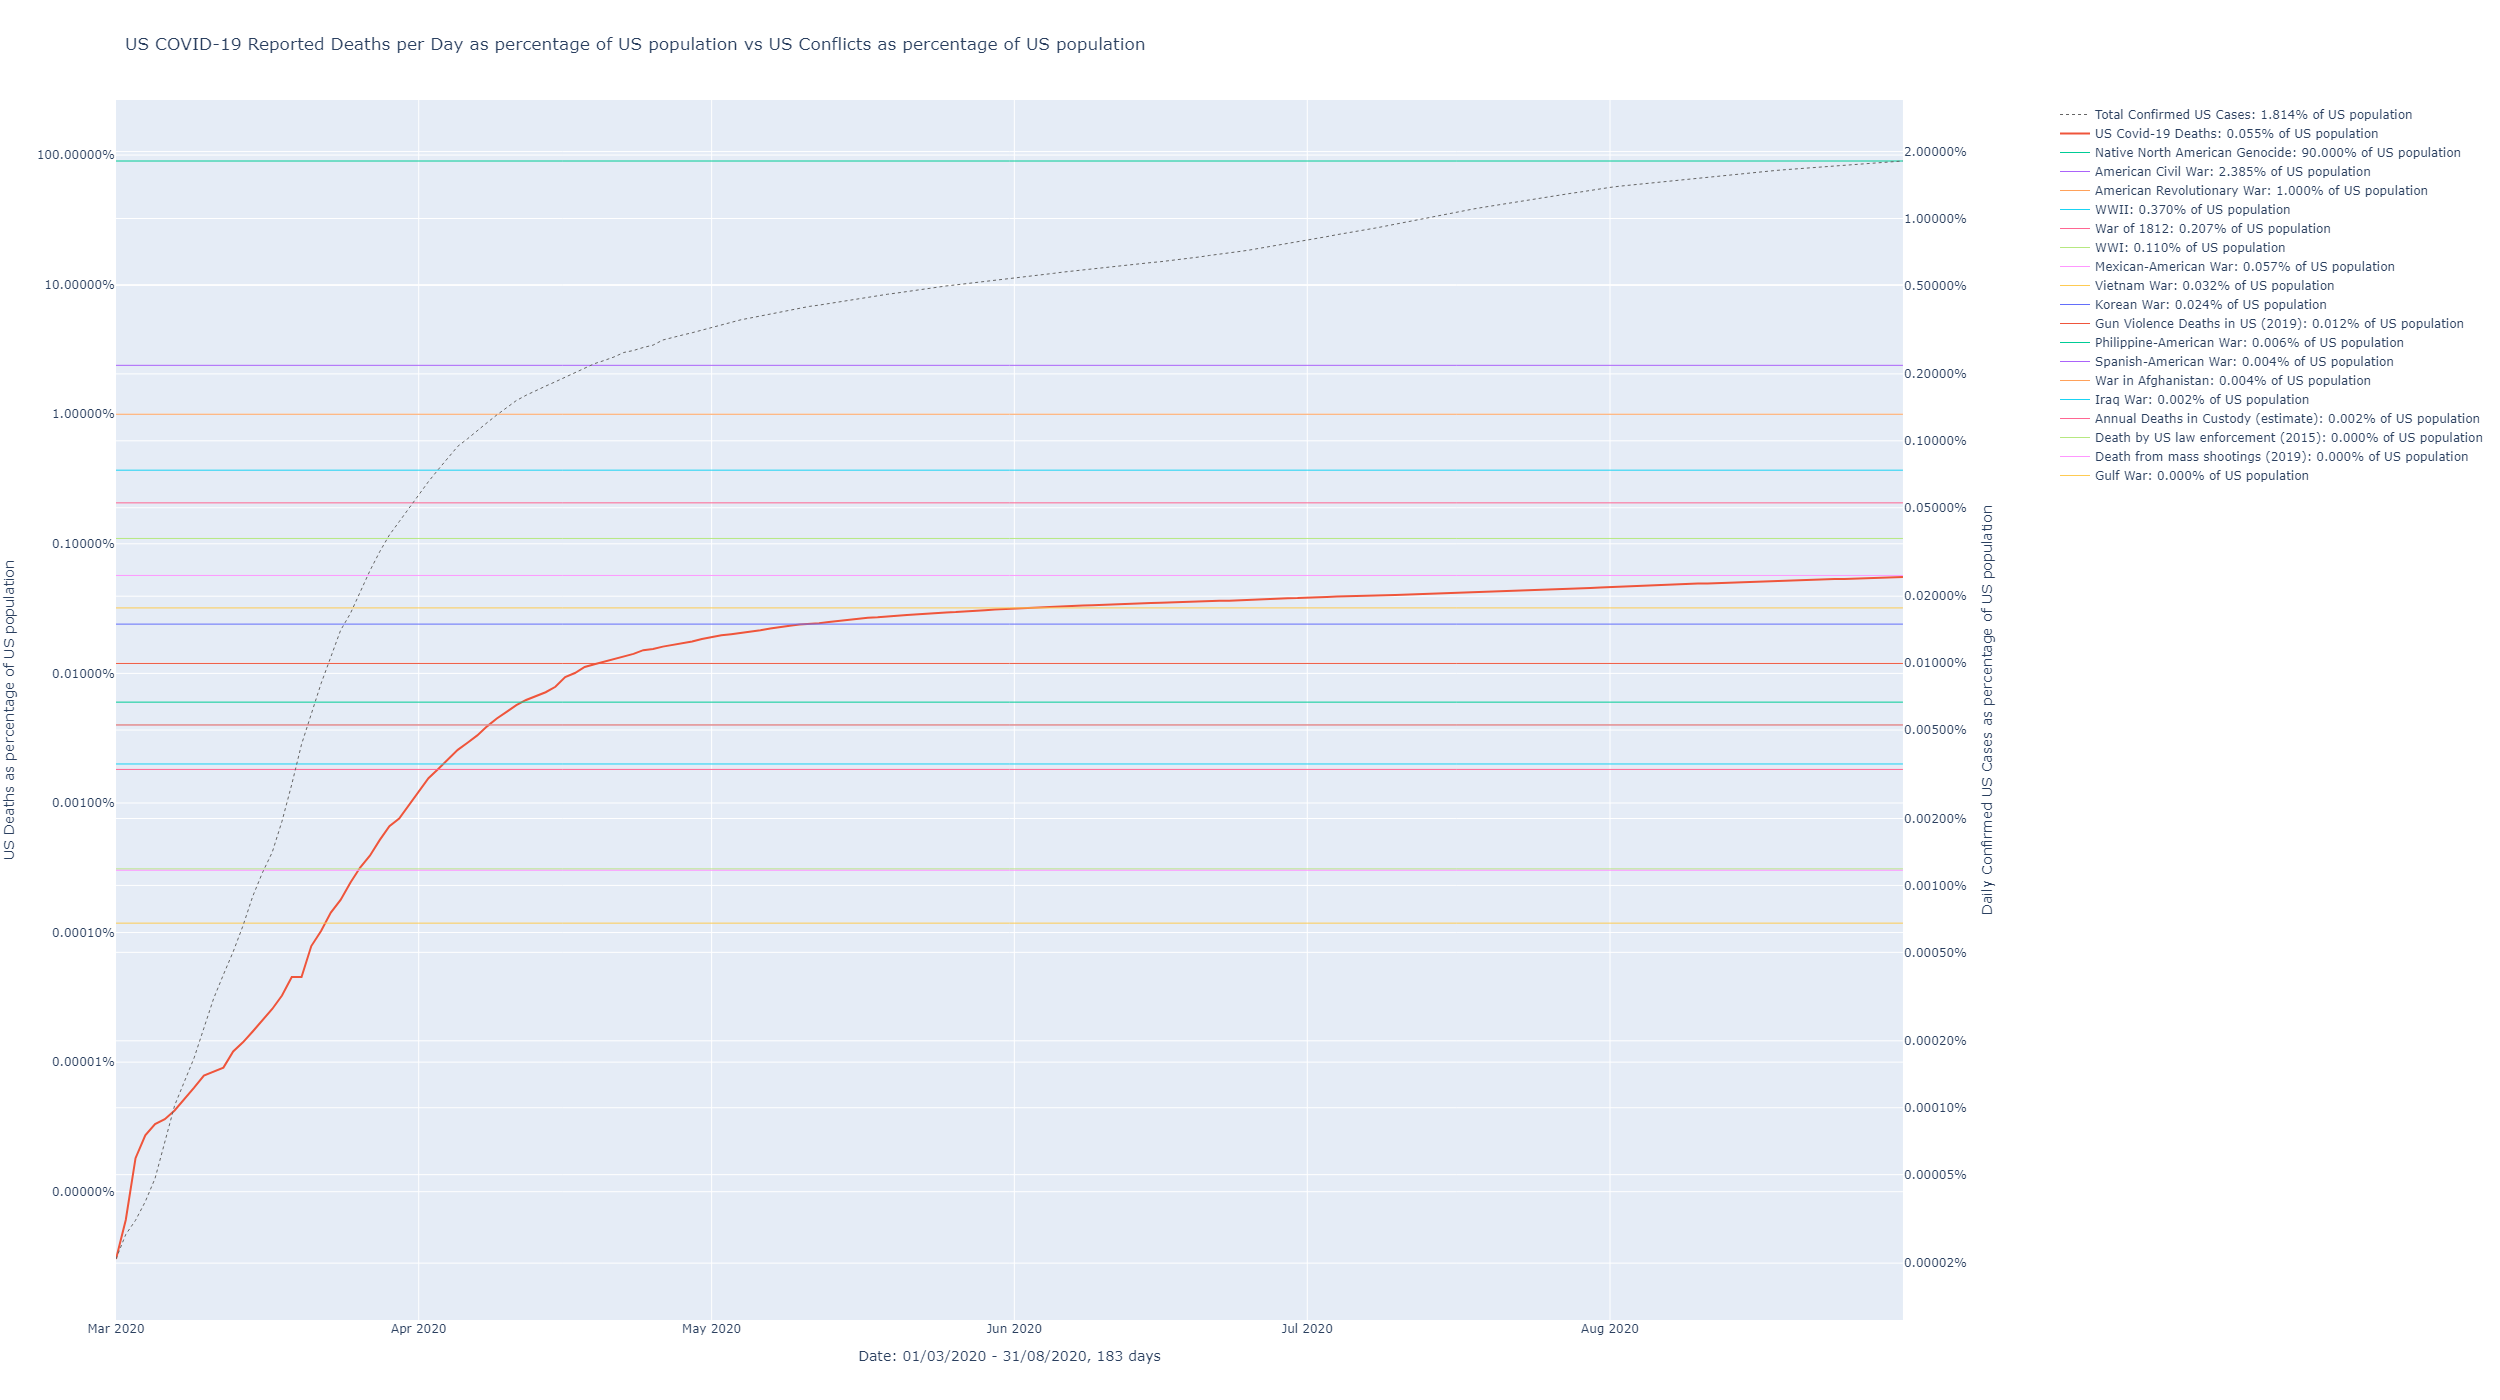 US COVID-19 Reported Deaths per Day as percentage of US population vs US Conflicts as percentage of US population
US Deaths as percentage of US population
100.00000%
10.00000%
1.00000%
0.10000%
0.01000%
0.00100%
0.00010%
0.00001%
0.00000%
Mar 2020
Apr 2020
May 2020
Jun 2020
Jul 2020
Aug 2020
Date: 01/03/2020 - 31/08/2020, 183 days
2.00000%
1.00000%
0.50000%
0.20000%
0.10000%
0.05000%
0.02000%
0.01000%
0.00500%
0.00200%
0.00100%
0.00050%
0.00020%
0.00010%
0.00005%
0.00002%
Daily Confirmed US Cases as percentage of US population
Total Confirmed US Cases: 1.814% of US population
US Covid-19 Deaths: 0.055% of US population
Native North American Genocide: 90.000% of US population
American Civil War: 2.385% of US population
American Revolutionary War: 1.000% of US population
WWII: 0.370% of US population
War of 1812: 0.207% of US population
WWI: 0.110% of US population
Mexican-American War: 0.057% of US population
Vietnam War: 0.032% of US population
Korean War: 0.024% of US population
Gun Violence Deaths in US (2019): 0.012% of US population
Philippine-American War: 0.006% of US population
Spanish-American War: 0.004% of US population
War in Afghanistan: 0.004% of US population
Iraq War: 0.002% of US population
Annual Deaths in Custody (estimate): 0.002% of US population
Death by US law enforcement (2015): 0.000% of US population
Death from mass shootings (2019): 0.000% of US population
Gulf War: 0.000% of US population